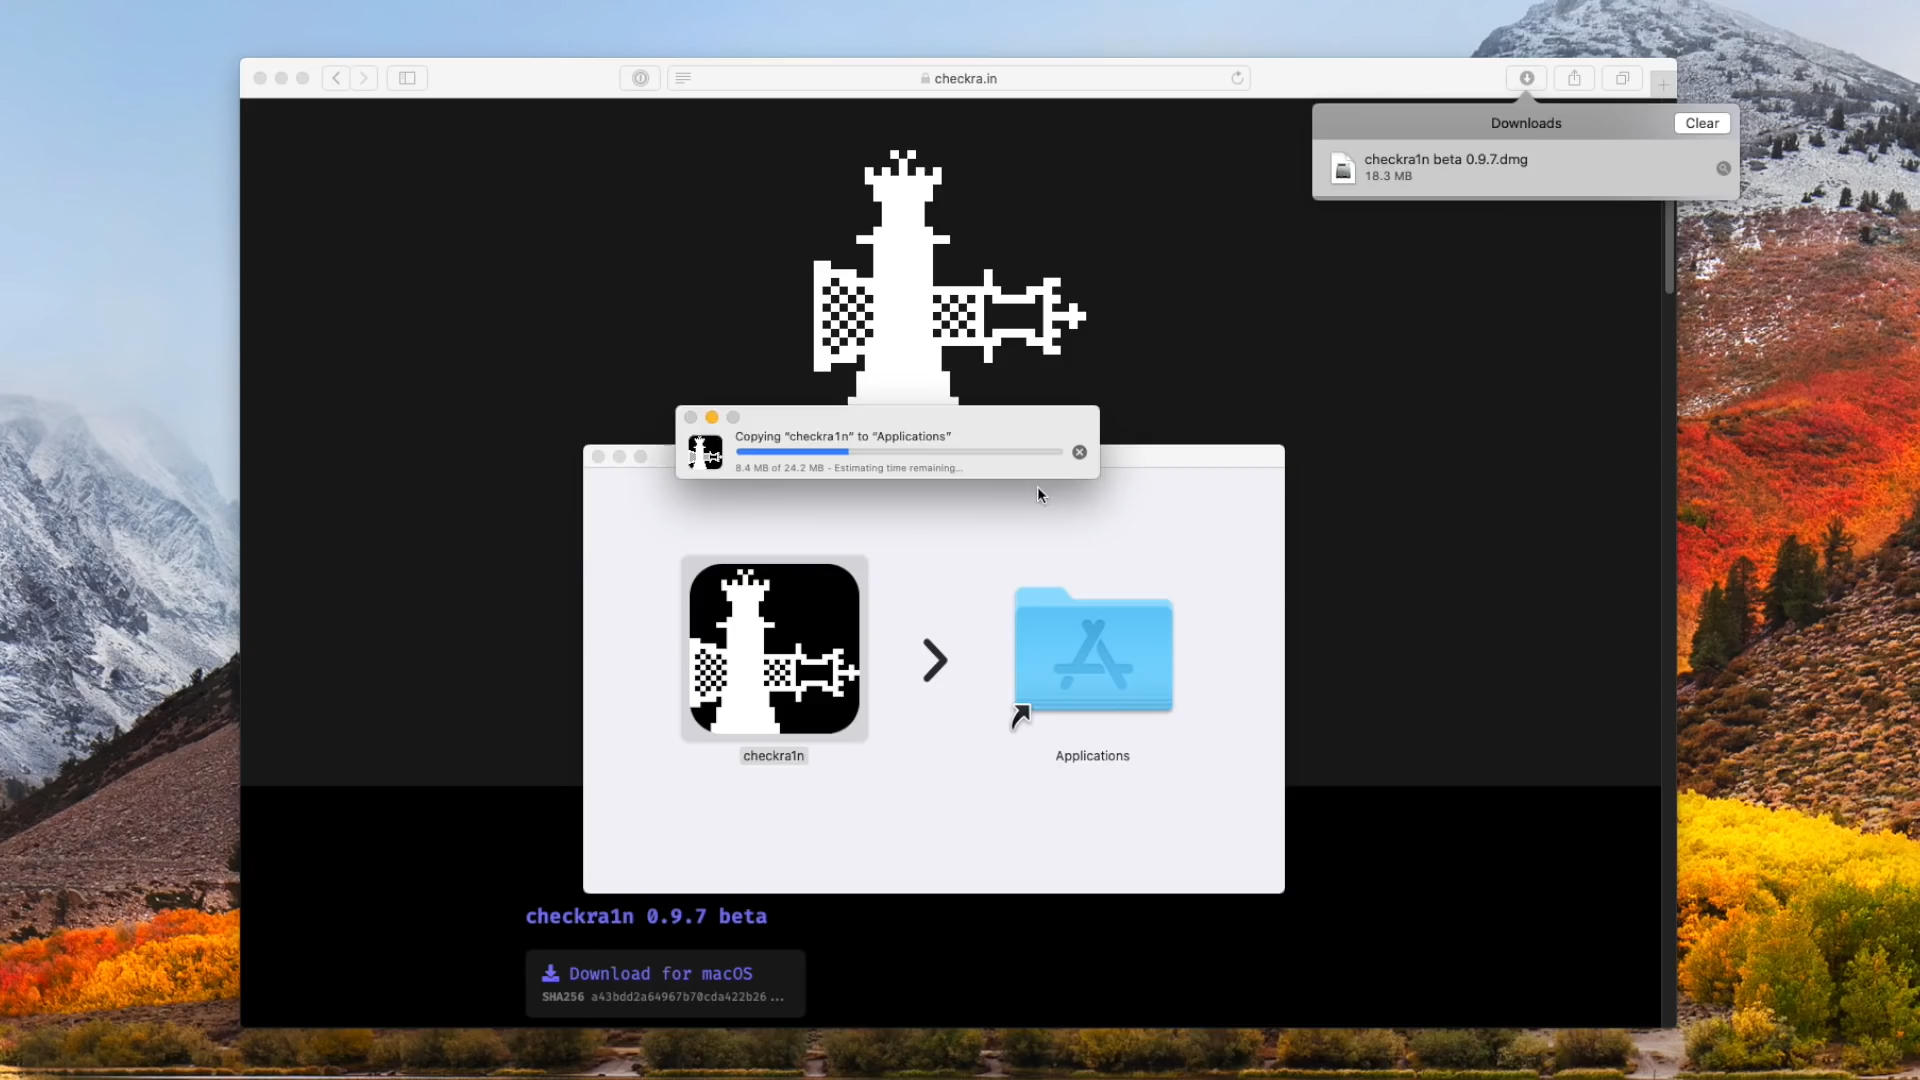 checkra.in
Downloads
Clear
checkra1n beta 0.9.7.dmg
18.3 MB
Copying “checkra1n” to “Applications”
8.4 MB of 24.2 MB - Estimating time remaining...
checkra1n
Applications
checkra1n 0.9.7 beta
Download for macOS
SHA256 a43bdd2a64967b70cda422b26 ...